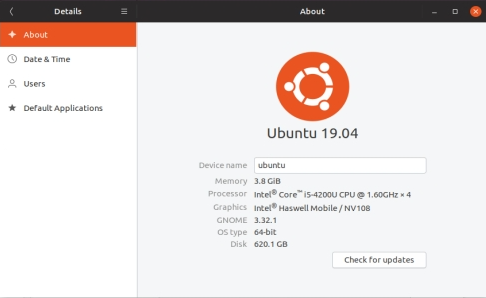 Details
About
About
Date & Time
Users
Default Applications
Ubuntu 19.04
Device name ubuntu
Memory 3.8 GiB
Processor Intel® Core™ i5-4200U CPU @ 1.60GHz × 4
Graphics Intel® Haswell Mobile / NV108
GNOME 3.32.1
OS type 64-bit
Disk 620.1 GB
Check for updates